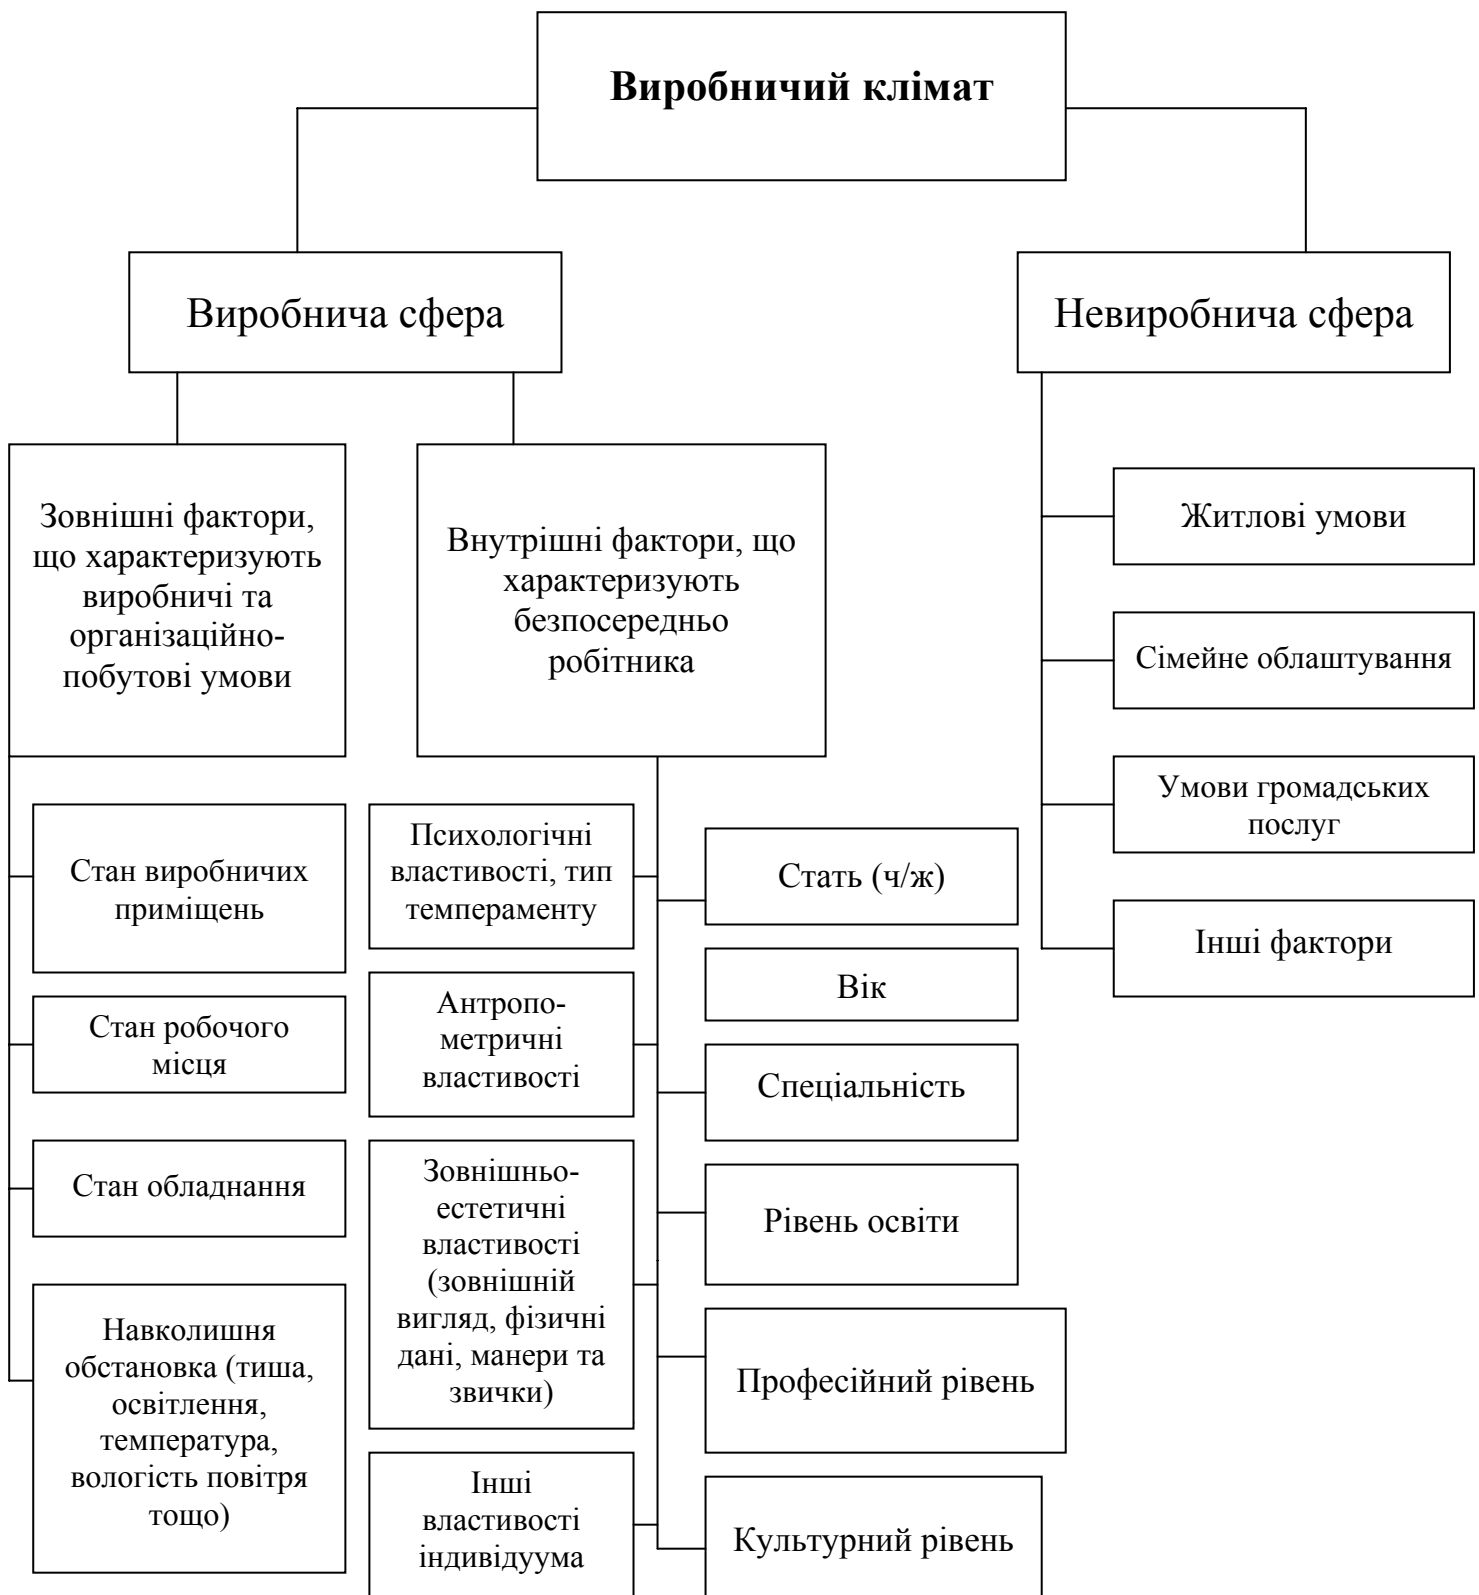 Виробничий клімат
Виробнича сфера
Невиробнича сфера
Зовнішні фактори,
що характеризують
виробничі та
організаційно-
побутові умови
Внутрішні фактори, що
характеризують
безпосередньо
робітника
Житлові умови
Сімейне облаштування
Умови громадських
послуг
Інші фактори
Стан виробничих
приміщень
Стан робочого
місця
Стан обладнання
Навколишня
обстановка (тиша,
освітлення,
температура,
вологість повітря
тощо)
Психологічні
властивості, тип
темпераменту
Антропо-
метричні
властивості
Зовнішньо-
естетичні
властивості
(зовнішній
вигляд, фізичні
дані, манери та
звички)
Інші
властивості
індивідуума
Стать (ч/ж)
Вік
Спеціальність
Рівень освіти
Професійний рівень
Культурний рівень